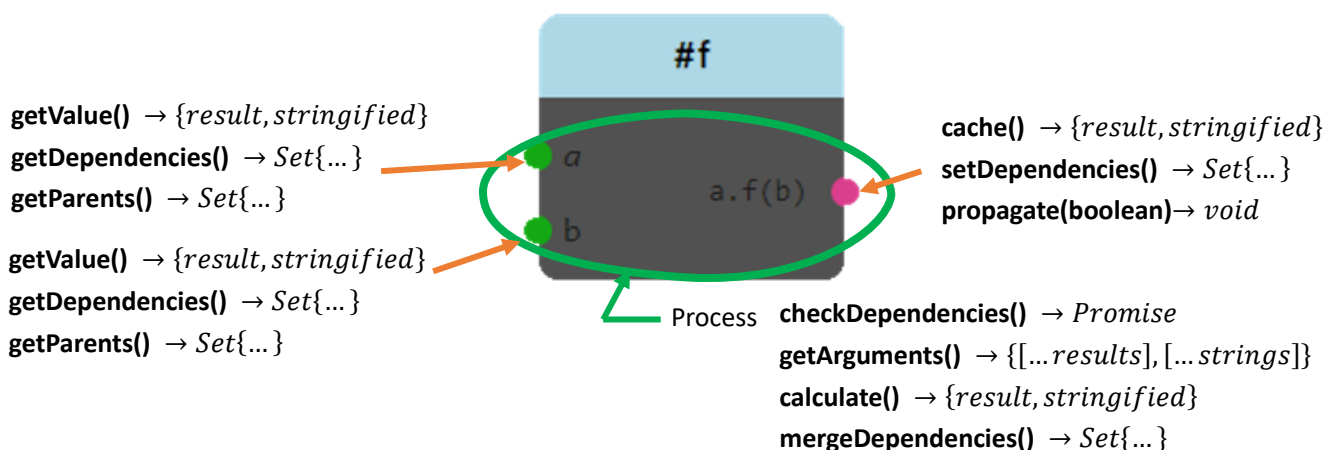 #f
getValue() → {result, stringified}
getDependencies() → Set{…}
getParents() → Set{…}
a
b
a.f(b)
cache() → {result, stringified}
setDependencies() → Set{…}
propagate(boolean)→ void
getValue() → {result, stringified}
getDependencies() → Set{…}
getParents() → Set{…}
Process
checkDependencies() → Promise
getArguments() → {[… results], [… strings]}
calculate() → {result, stringified}
mergeDependencies() → Set{…}